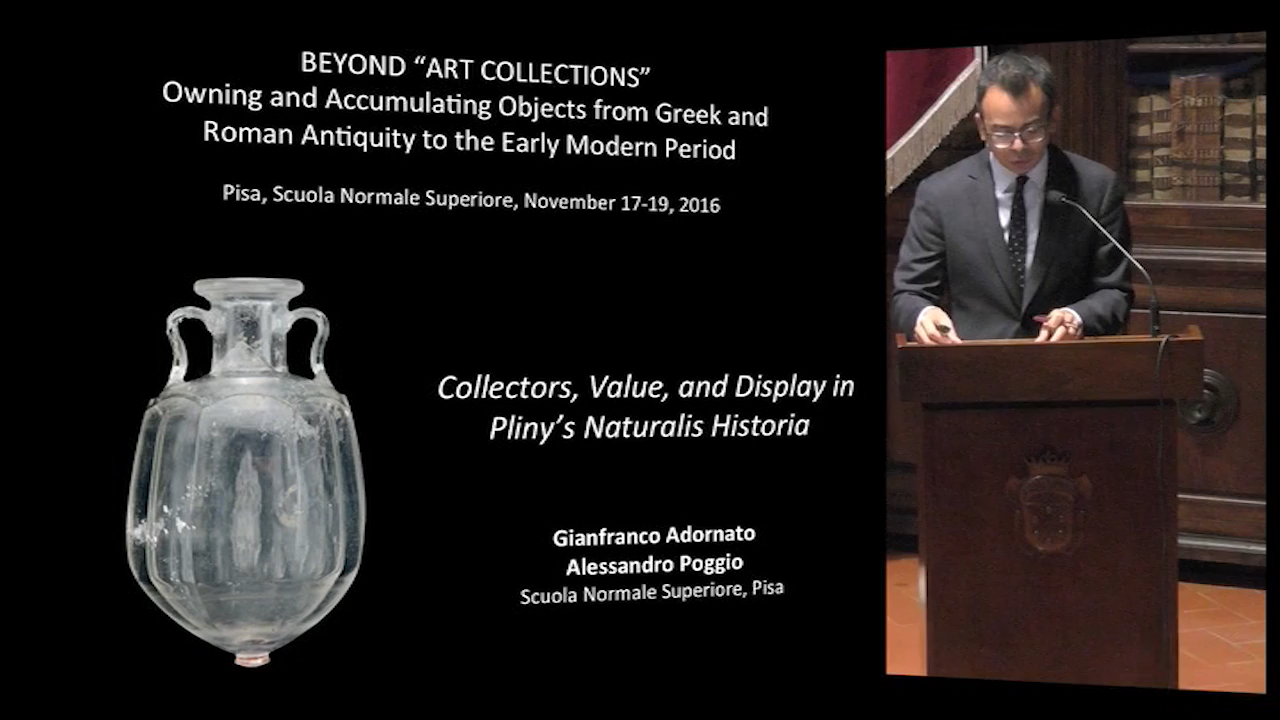 BEYOND “ART COLLECTIONS”
Owning and Accumulating Objects from Greek and
Roman Antiquity to the Early Modern Period
Pisa, Scuola Normale Superiore, November 17-19, 2016
Collectors, Value, and Display in
Pliny’s Naturalis Historia
Gianfranco Adornato
Alessandro Poggio
Scuola Normale Superiore, Pisa